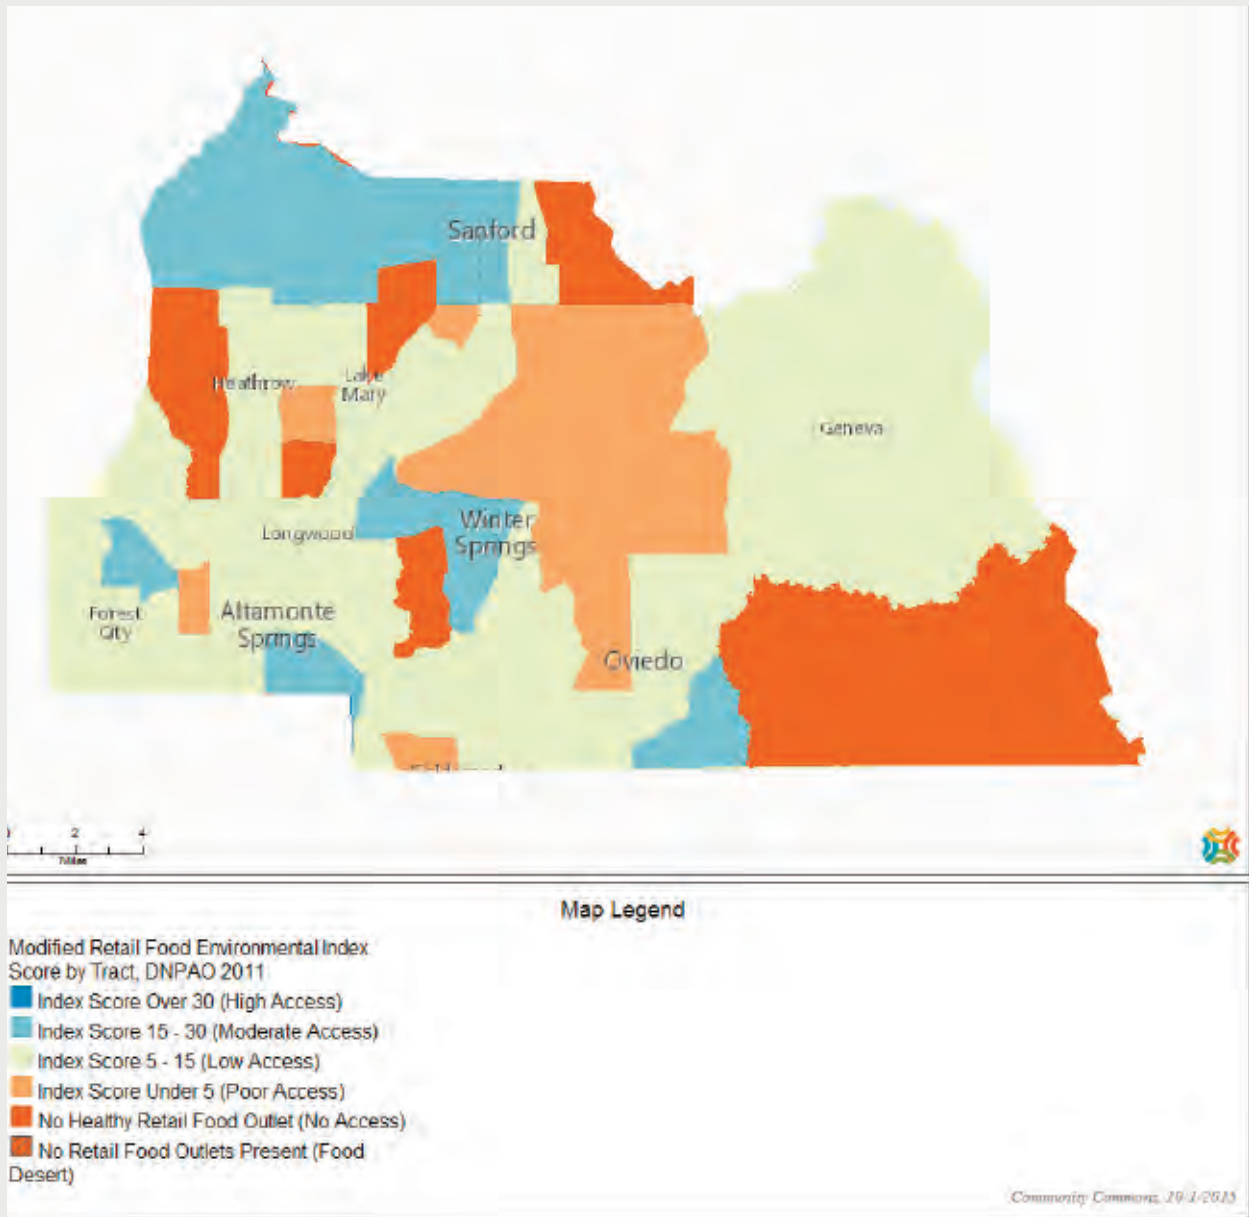 Sanford
Heathrow
Lake
Mary
Geneva
Longwood
Winter
Springs
Forest
City
Altamonte
Springs
Oviedo
2
4
Miles
Map Legend
Modified Retail Food Environmental Index
Score by Tract, DNPAO 2011
Index Score Over 30 (High Access)
Index Score 15 - 30 (Moderate Access)
Index Score 5 - 15 (Low Access)
Index Score Under 5 (Poor Access)
No Healthy Retail Food Outlet (No Access)
No Retail Food Outlets Present (Food
Desert)
Community Commons,